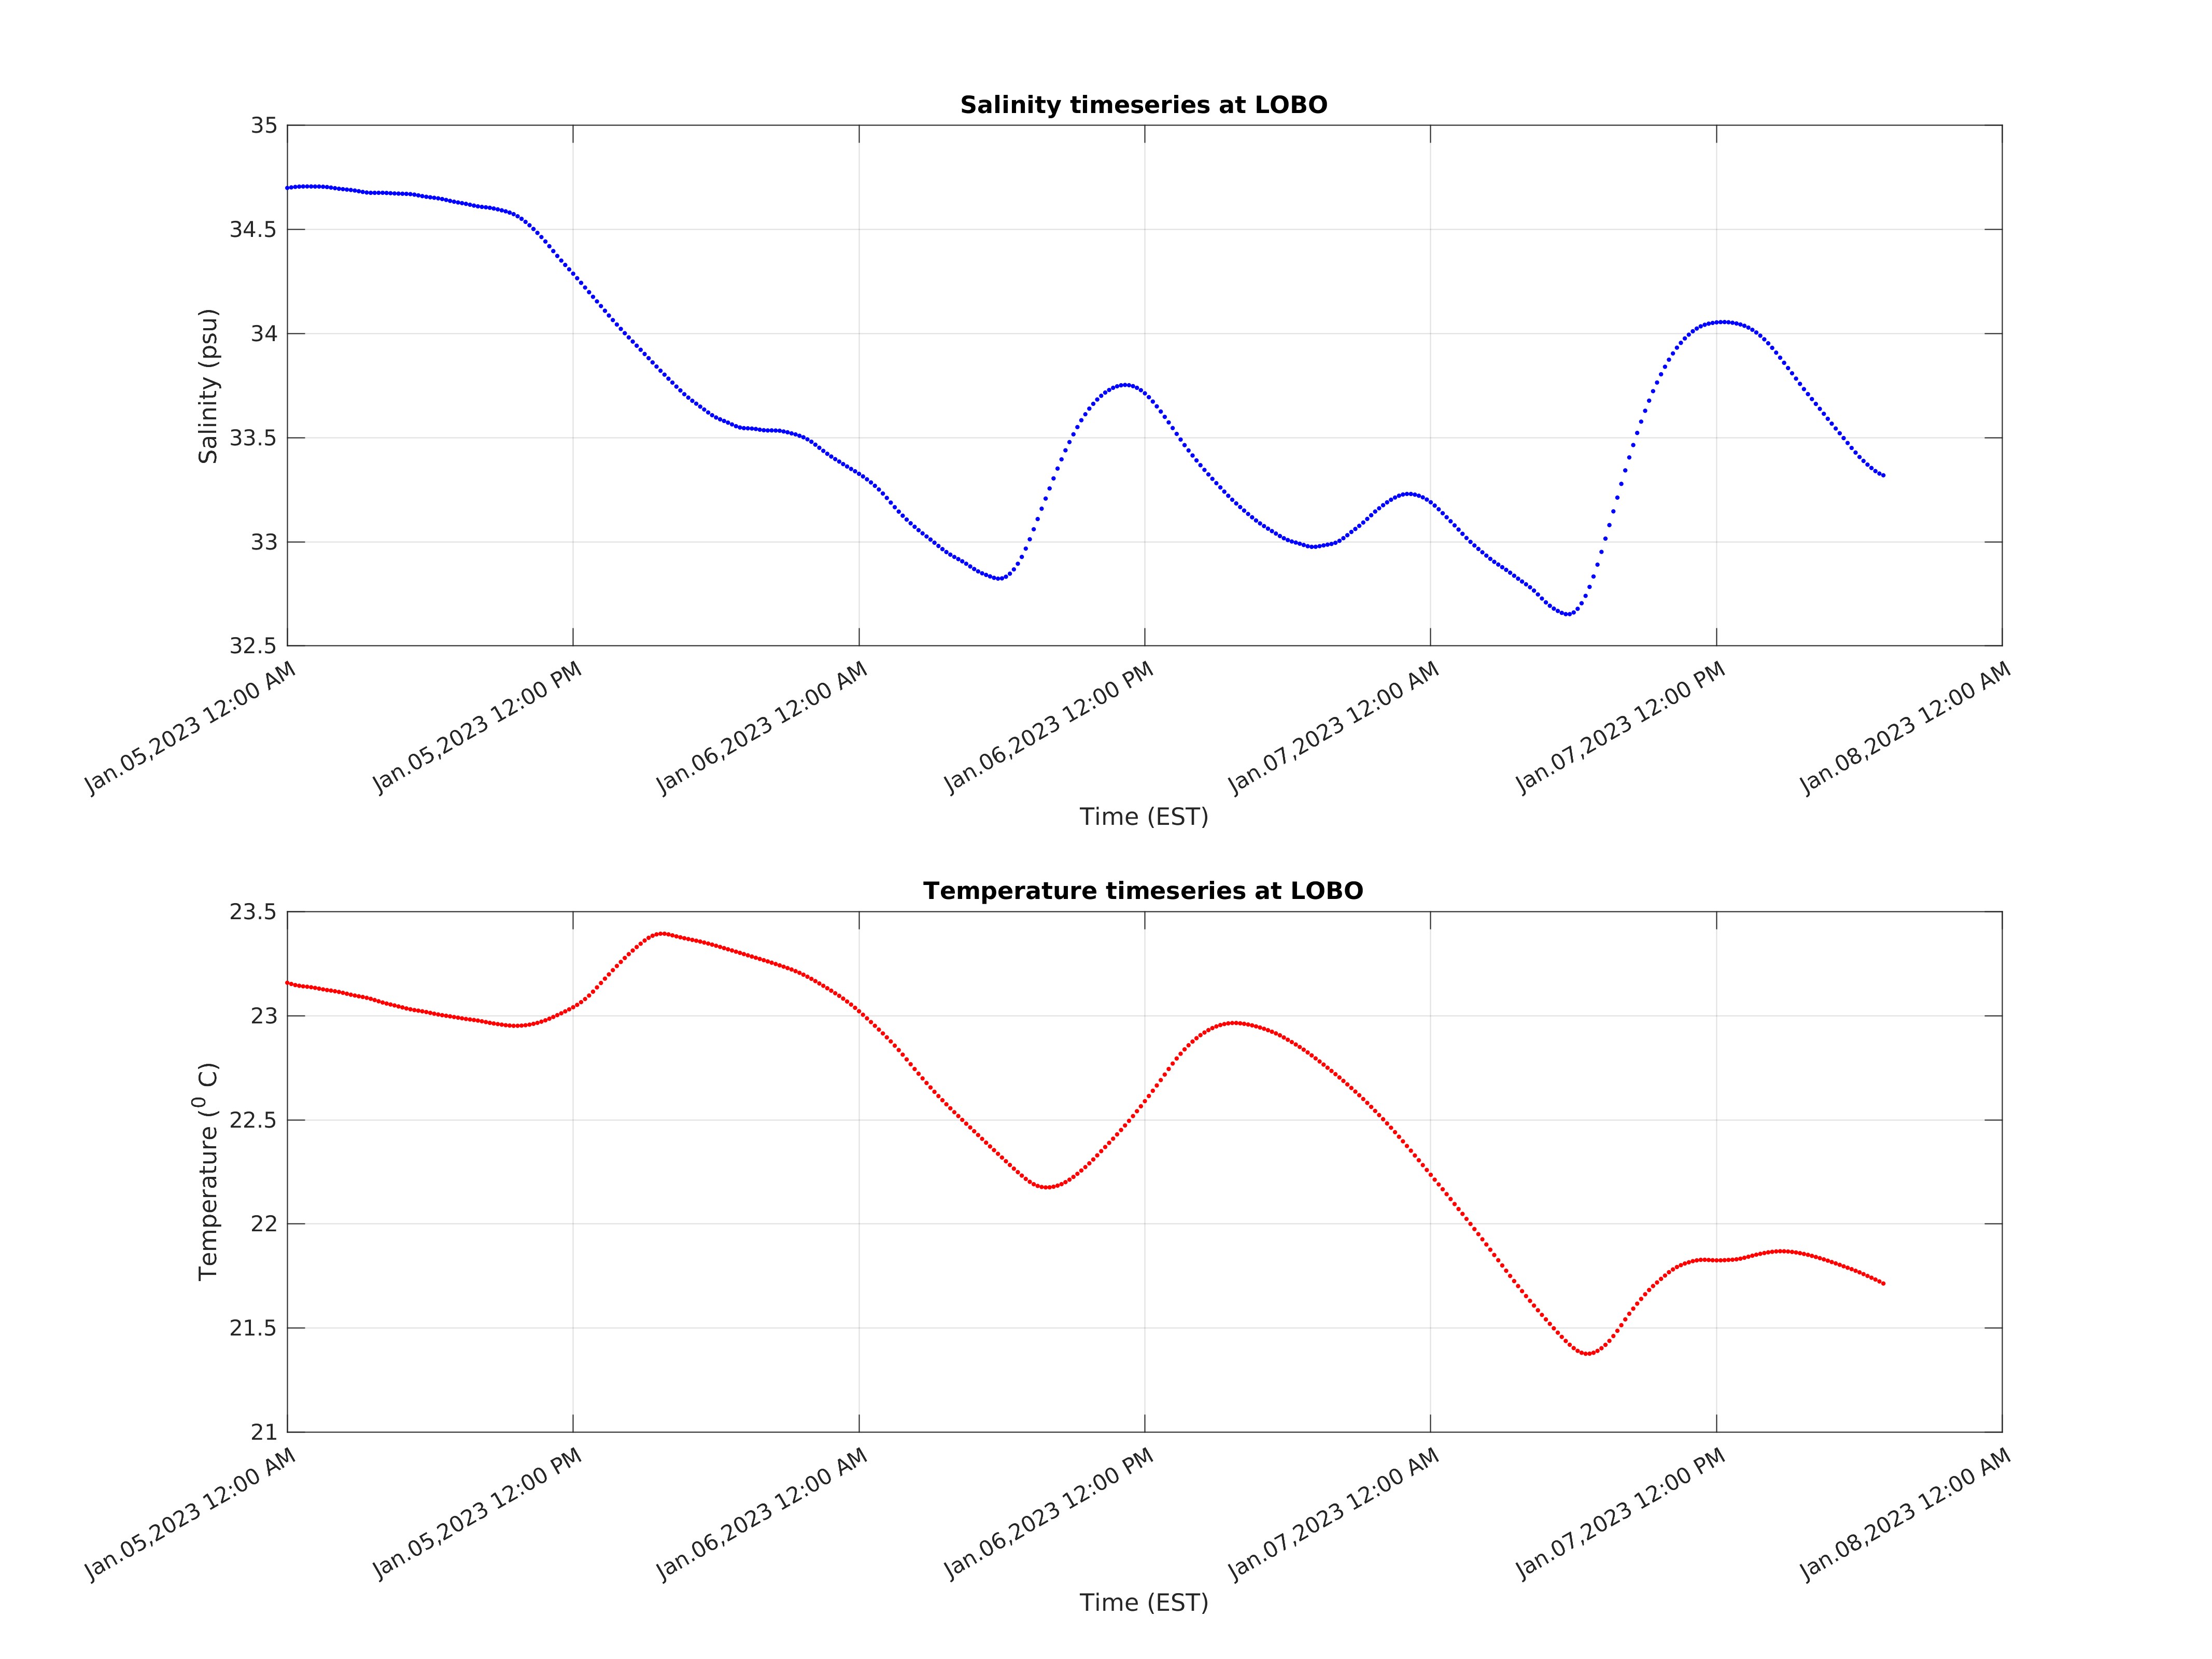 Salinity timeseries at LOBO
35
34.5
34
33.5
33
32.5
Salinity (psu)
Jan.05,2023 12:00 AM
Jan.05,2023 12:00 PM
Jan.06,2023 12:00 AM
Jan.06,2023 12:00 PM
Jan.07,2023 12:00 AM
Jan.07,2023 12:00 PM
Jan.08,2023 12:00 AM
Time (EST)
Temperature timeseries at LOBO
23.5
23
22.5
22
21.5
21
Temperature (⁰ C)
Jan.05,2023 12:00 AM
Jan.05,2023 12:00 PM
Jan.06,2023 12:00 AM
Jan.06,2023 12:00 PM
Jan.07,2023 12:00 AM
Jan.07,2023 12:00 PM
Jan.08,2023 12:00 AM
Time (EST)